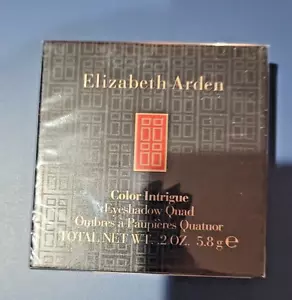 Elizabeth Arden
Color Intrigue
Eyeshadow Quad
Ombres à Paupières Quatuor
TOTAL NET WT. .2 OZ. 5.8 g ℮